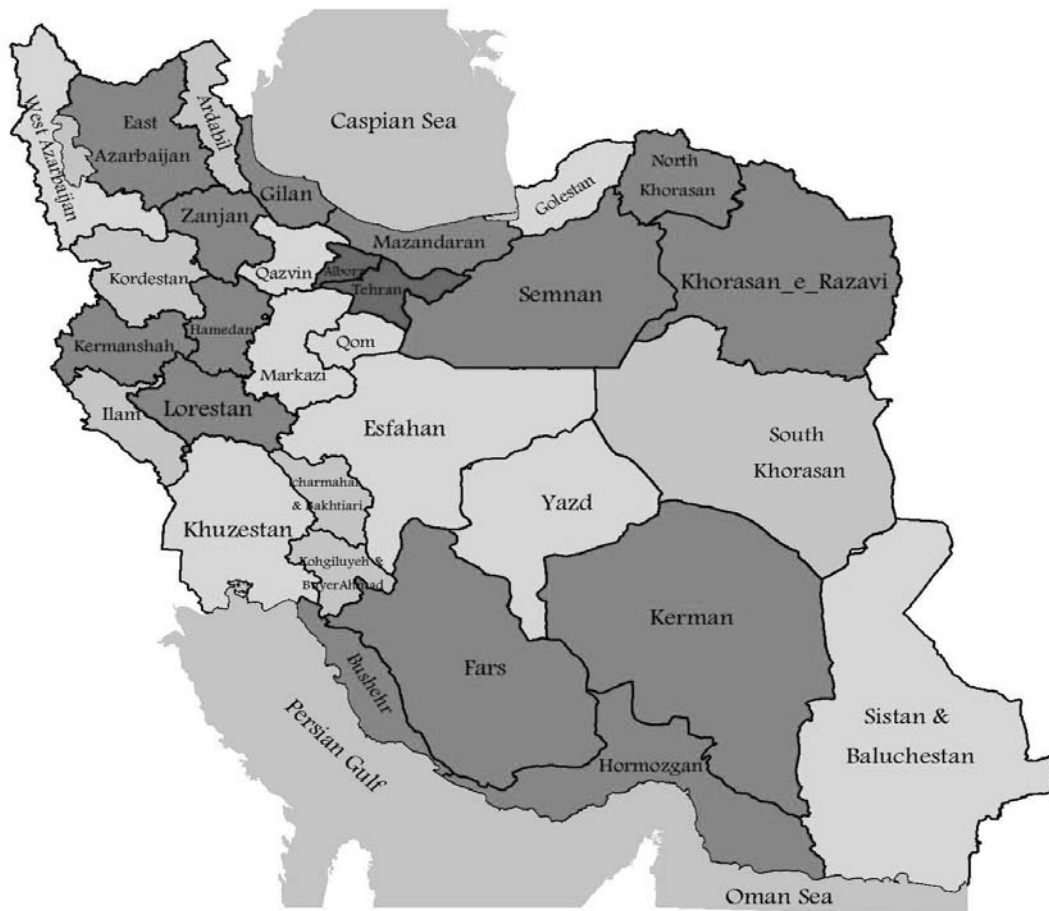 Caspian Sea
West Azarbaijan
East
Azarbaijan
Ardabil
Gilan
Zanjan
Mazandaran
Golestan
North
Khorasan
Kordestan
Qazvin
Alborz
Tehran
Semnan
Khorasan_e_Razavi
Kermanshah
Hamedan
Qom
Markazi
Ilam
Lorestan
Esfahan
South
Khorasan
charmahal
& Bakhtiari
Yazd
Khuzestan
Kohgiluyeh &
BuyerAhmad
Kerman
Fars
Bushehr
Persian Gulf
Hormozgan
Sistan &
Baluchestan
Oman Sea